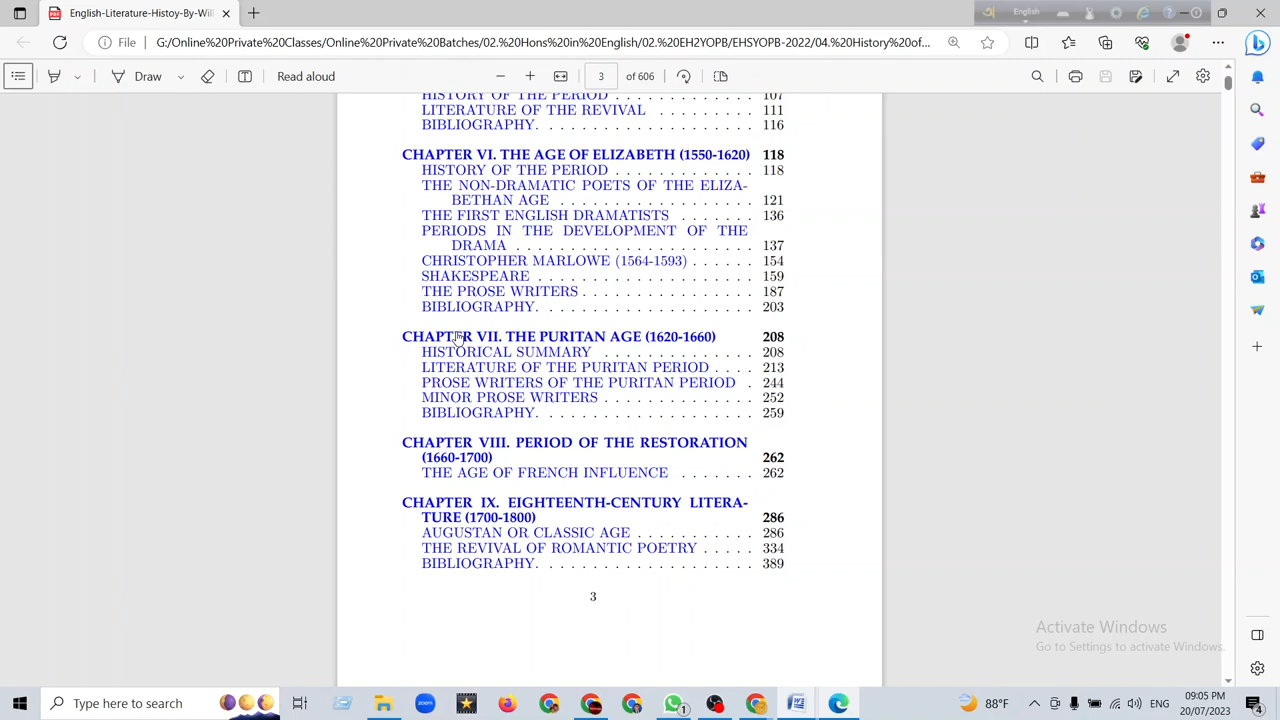 English-Literature-Histoy-By-Wil
English
File
G:/Online%20Private%20Classes/Online%20Private%20Batches/02.%20Hons%20in%20English/02.%20EH2YOPB/EHSYOPB-2022/04.%20History%20of...
Draw
Read aloud
3
of 606
HISTORY OF THE PERIOD . . . . . . . . . . . . 107
LITERATURE OF THE REVIVAL . . . . . . . . 111
BIBLIOGRAPHY. . . . . . . . . . . . . . . . . . . . 116
CHAPTER VI. THE AGE OF ELIZABETH (1550-1620) 118
HISTORY OF THE PERIOD . . . . . . . . . . . . 118
THE NON-DRAMATIC POETS OF THE ELIZA-
BETHAN AGE . . . . . . . . . . . . . . . . . . 121
THE FIRST ENGLISH DRAMATISTS . . . . . . 136
PERIODS IN THE DEVELOPMENT OF THE
DRAMA . . . . . . . . . . . . . . . . . . . . . . 137
CHRISTOPHER MARLOWE (1564-1593) . . . . . . 154
SHAKESPEARE . . . . . . . . . . . . . . . . . . . . 159
THE PROSE WRITERS . . . . . . . . . . . . . . . . 187
BIBLIOGRAPHY. . . . . . . . . . . . . . . . . . . . 203
CHAPTER VII. THE PURITAN AGE (1620-1660) 208
HISTORICAL SUMMARY . . . . . . . . . . . . . . 208
LITERATURE OF THE PURITAN PERIOD . . . . 213
PROSE WRITERS OF THE PURITAN PERIOD . 244
MINOR PROSE WRITERS . . . . . . . . . . . . . . 252
BIBLIOGRAPHY. . . . . . . . . . . . . . . . . . . . 259
CHAPTER VIII. PERIOD OF THE RESTORATION
(1660-1700) 262
THE AGE OF FRENCH INFLUENCE . . . . . . 262
CHAPTER IX. EIGHTEENTH-CENTURY LITERA-
TURE (1700-1800) 286
AUGUSTAN OR CLASSIC AGE . . . . . . . . . . . 286
THE REVIVAL OF ROMANTIC POETRY . . . . . 334
BIBLIOGRAPHY. . . . . . . . . . . . . . . . . . . . 389
3
Activate Windows
Go to Settings to activate Windows.
Type here to search
zoom
1
88°F
ENG
09:05 PM
20/07/2023
4